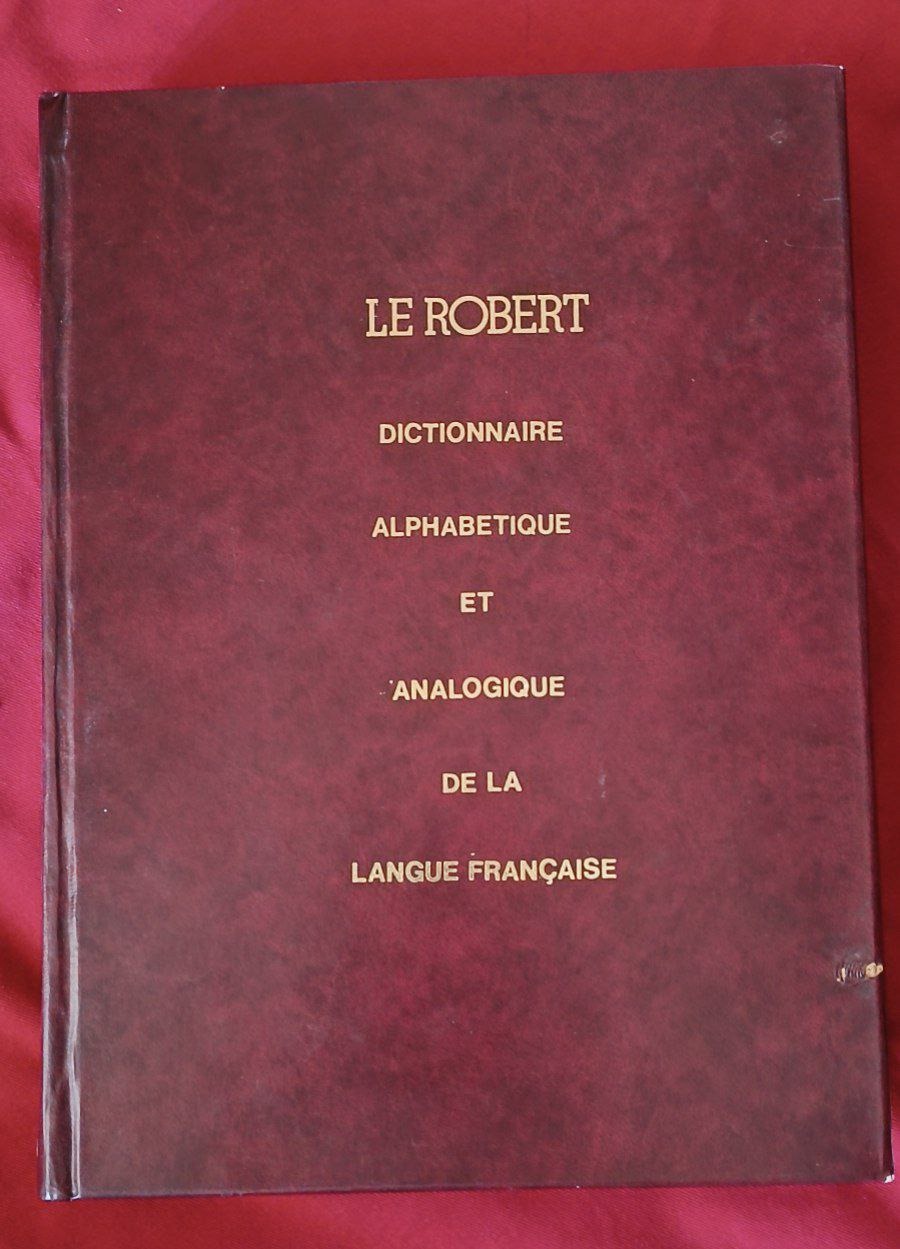 LE ROBERT
DICTIONNAIRE
ALPHABETIQUE
ET
ANALOGIQUE
DE LA
LANGUE FRANÇAISE